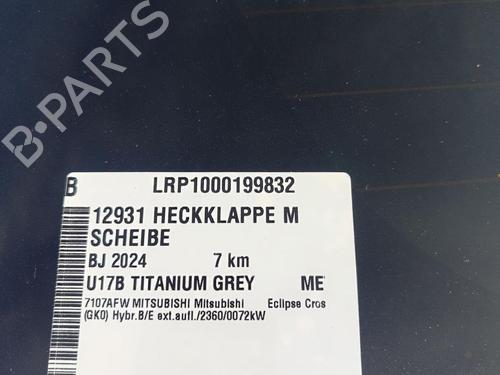 B-PARTS
B LRP1000199832
12931 HECKKLAPPE M
SCHEIBE
BJ 2024 7 km
U17B TITANIUM GREY ME
7107AFW MITSUBISHI Mitsubishi Eclipse Cros
(GK0) Hybr.B/E ext.aufl./2360/0072kW